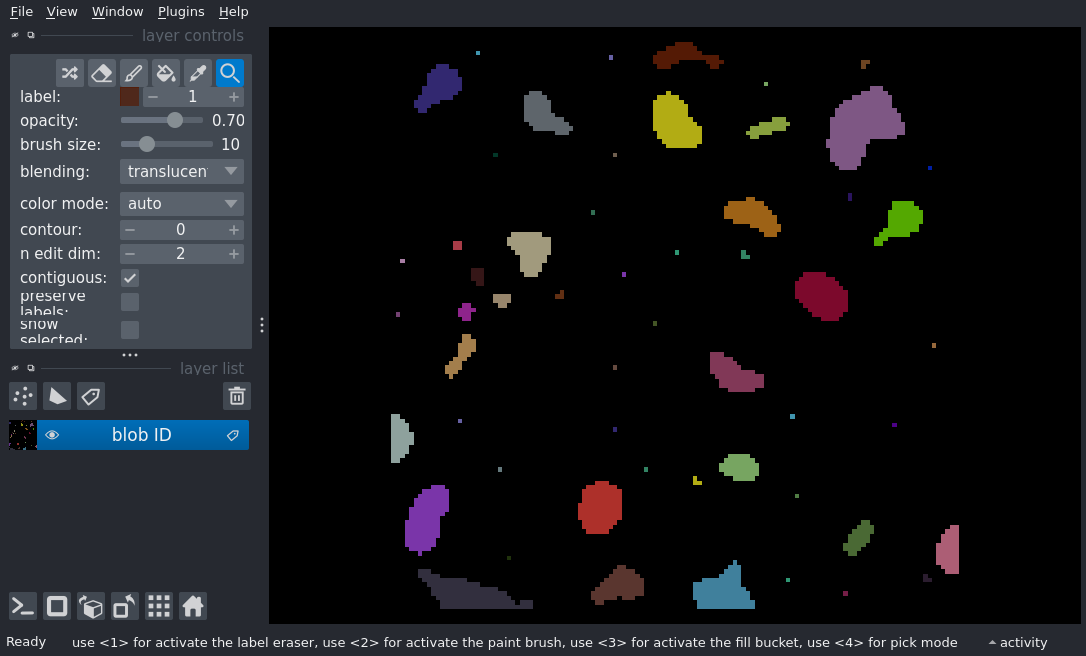 File View Window Plugins Help
layer controls
label: 1
opacity: 0.70
brush size: 10
blending: translucen
color mode: auto
contour: 0
n edit dim: 2
contiguous:
preserve
labels:
show
selected:
layer list
blob ID
Ready use <1> for activate the label eraser, use <2> for activate the paint brush, use <3> for activate the fill bucket, use <4> for pick mode activity